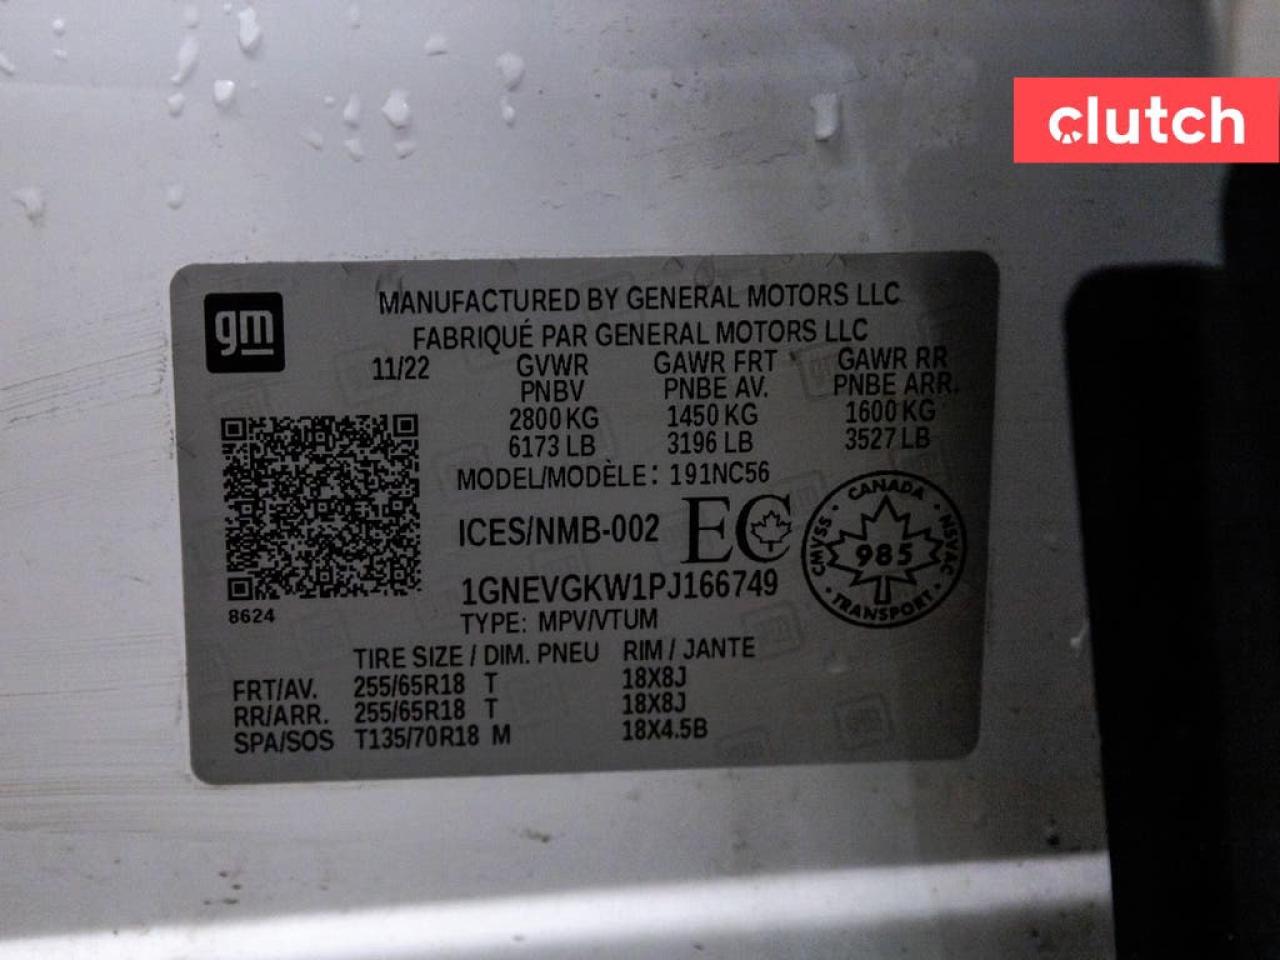 clutch
gm
MANUFACTURED BY GENERAL MOTORS LLC
FABRIQUÉ PAR GENERAL MOTORS LLC
11/22 GVWR GAWR FRT GAWR RR
PNBV PNBE AV. PNBE ARR.
2800 KG 1450 KG 1600 KG
6173 LB 3196 LB 3527 LB
MODEL/MODÈLE: 191NC56
ICES/NMB-002 EC
CANADA
CMVSS 985 NSVAC
TRANSPORT
1GNEVGKW1PJ166749
8624
TYPE: MPV/VTUM
TIRE SIZE / DIM. PNEU RIM / JANTE
FRT/AV. 255/65R18 T 18X8J
RR/ARR. 255/65R18 T 18X8J
SPA/SOS T135/70R18 M 18X4.5B